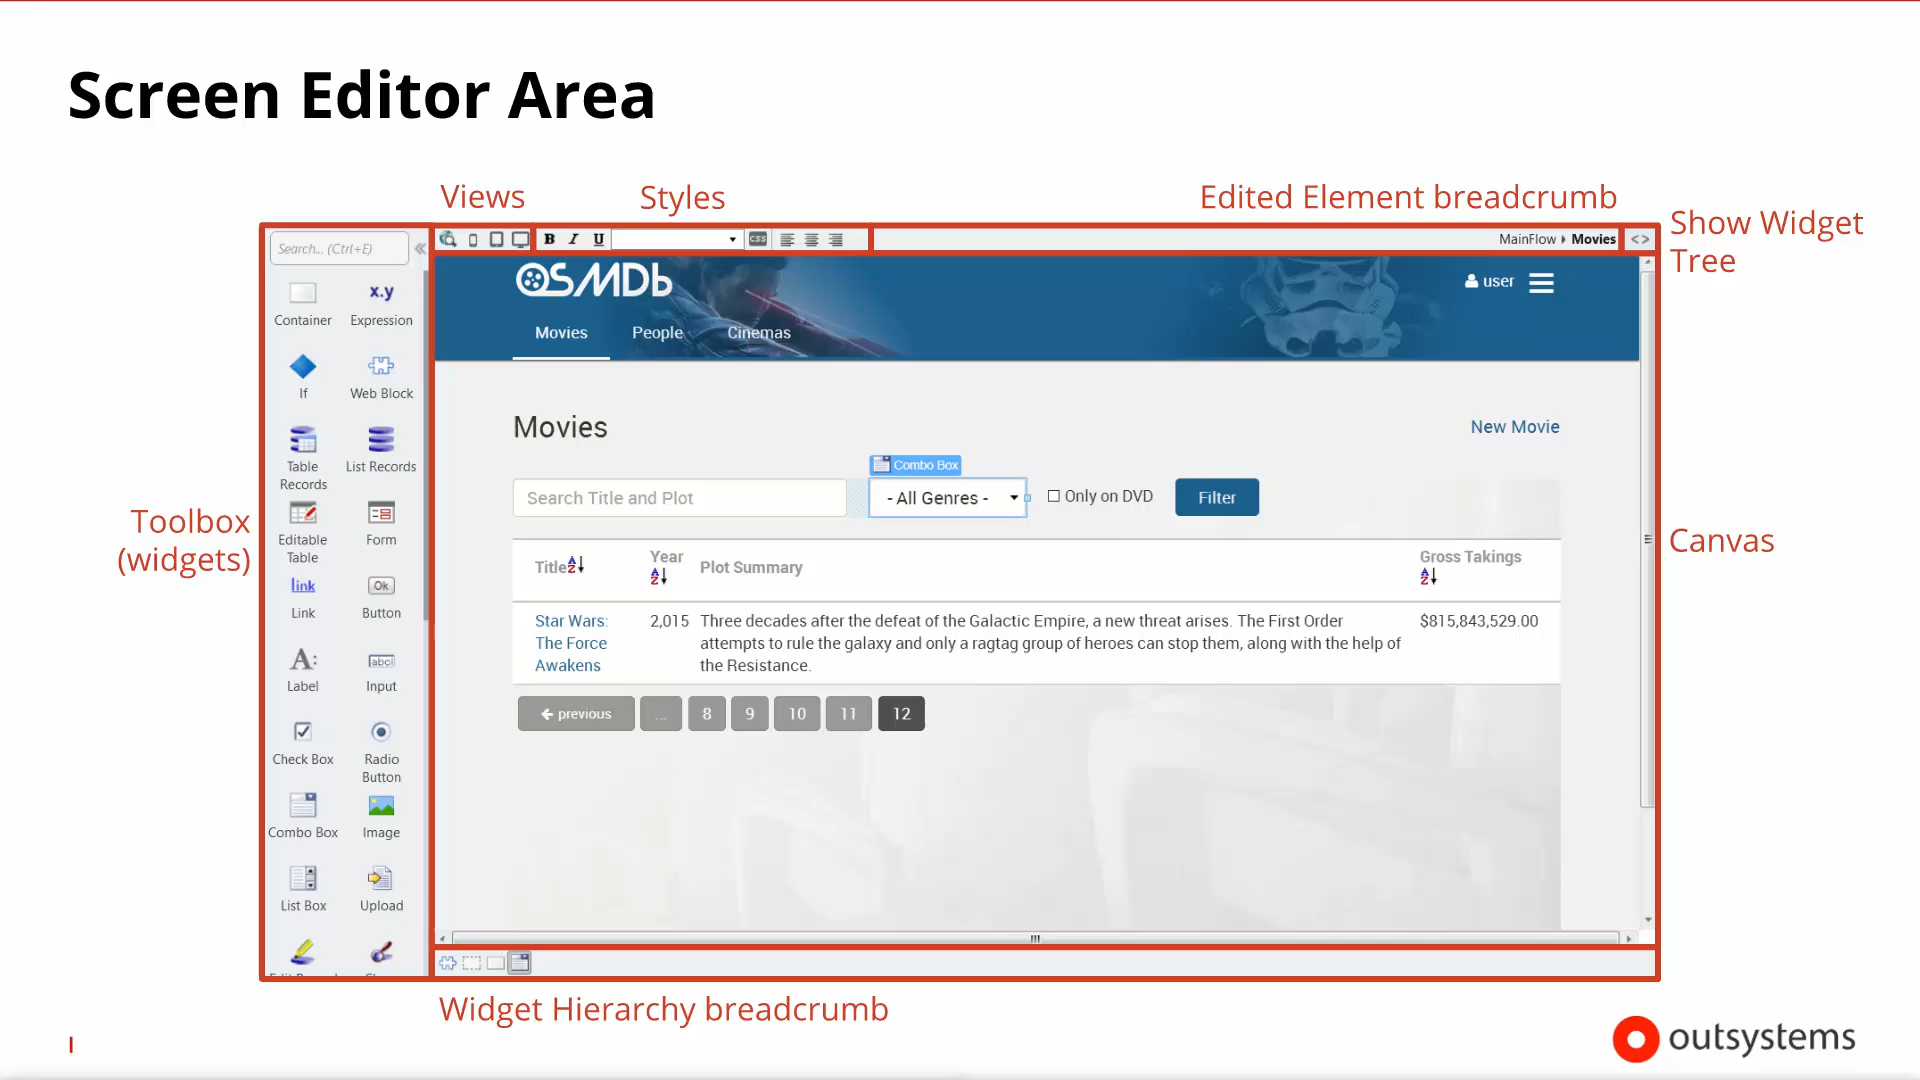 Screen Editor Area
Views
Styles
Edited Element breadcrumb
Show Widget
Tree
Search... (Ctrl+E)
B I U
CSS
MainFlow Movies
<>
Container
x.y
Expression
If
Web Block
Table
Records
List Records
Editable
Table
Form
link
Link
Ok
Button
A:
Label
abc
Input
Check Box
Radio
Button
Combo Box
Image
List Box
Upload
Toolbox
(widgets)
OSMDb
user
Movies
People
Cinemas
Movies
New Movie
Combo Box
Search Title and Plot
- All Genres -
Only on DVD
Filter
Title
Year
Plot Summary
Gross Takings
Star Wars:
The Force
Awakens
2,015
Three decades after the defeat of the Galactic Empire, a new threat arises. The First Order
attempts to rule the galaxy and only a ragtag group of heroes can stop them, along with the help of
the Resistance.
$815,843,529.00
previous
...
8
9
10
11
12
Canvas
Widget Hierarchy breadcrumb
outsystems